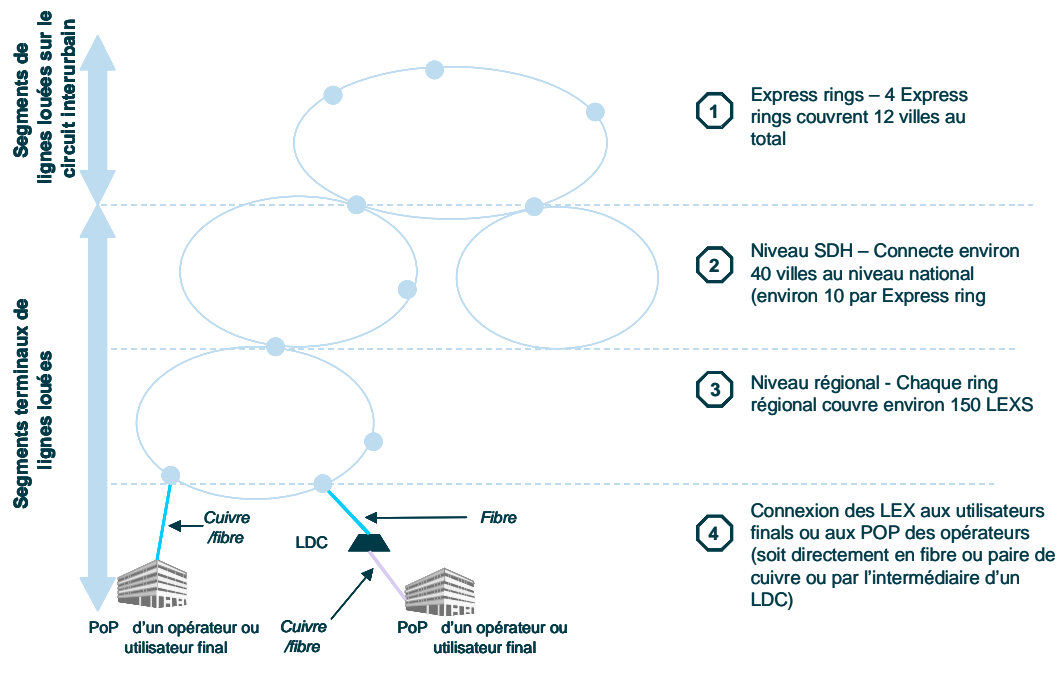 Segments de
lignes louées sur le
circuit interurbain
1
Express rings – 4 Express
rings couvrent 12 villes au
total
2
Niveau SDH – Connecte environ
40 villes au niveau national
(environ 10 par Express ring
Segments terminaux de
lignes louées
3
Niveau régional - Chaque ring
régional couvre environ 150 LEXS
4
Connexion des LEX aux utilisateurs
finals ou aux POP des opérateurs
(soit directement en fibre ou paire de
cuivre ou par l'intermédiaire d'un
LDC)
Cuivre
/fibre
Fibre
LDC
PoP d'un opérateur ou
utilisateur final
Cuivre
/fibre
PoP d'un opérateur ou
utilisateur final